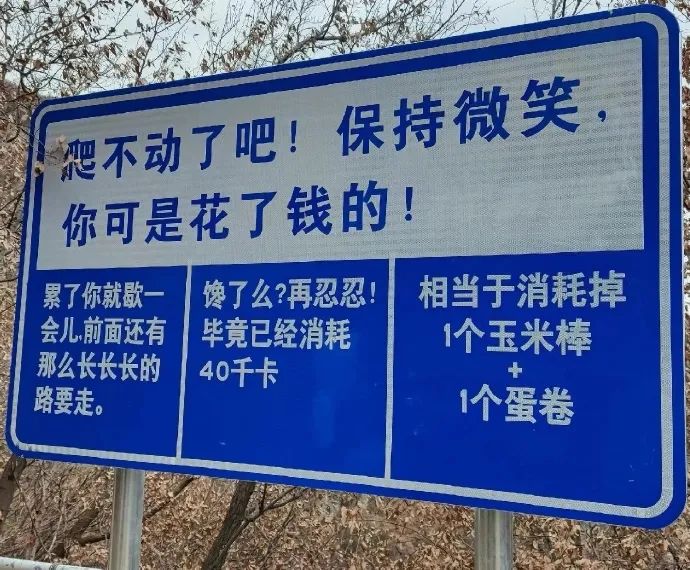 爬不动了吧！保持微笑，
你可是花了钱的！
累了你就歇一
会儿，前面还有
那么长长长的
路要走。
馋了么？再忍忍！
毕竟已经消耗
40千卡
相当于消耗掉
1个玉米棒
+
1个蛋卷